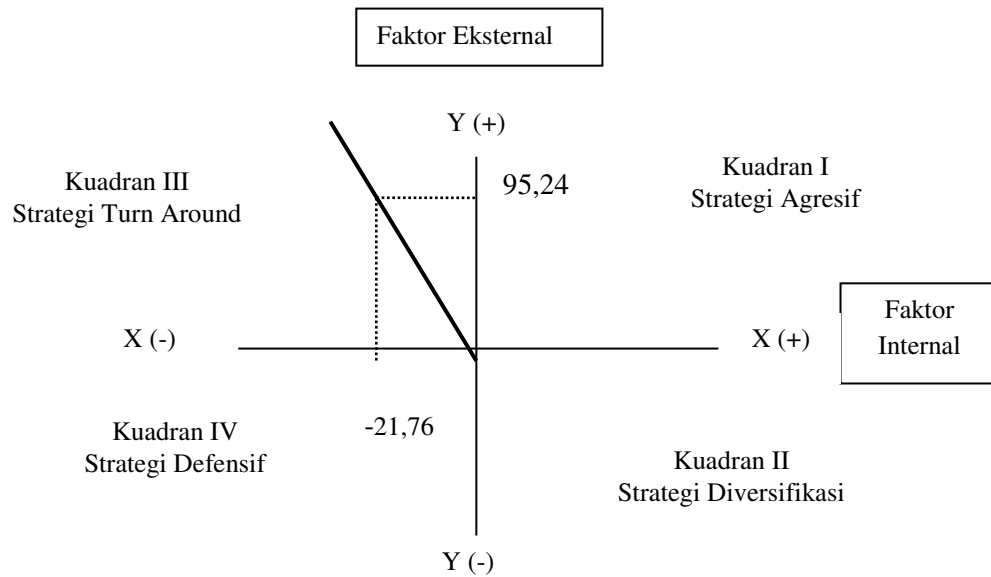 Faktor Eksternal
Y (+)
Kuadran III
Strategi Turn Around
95,24
Kuadran I
Strategi Agresif
X (-)
X (+)
Faktor
Internal
Kuadran IV
Strategi Defensif
-21,76
Kuadran II
Strategi Diversifikasi
Y (-)